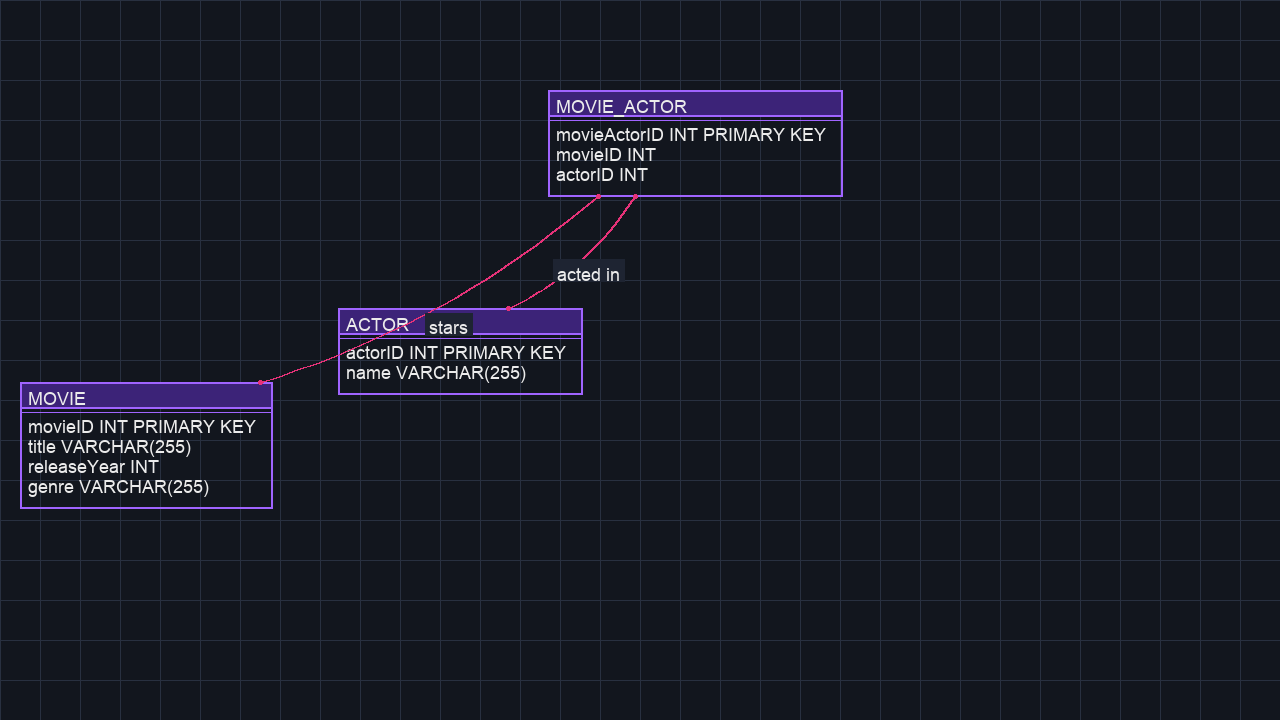 MOVIE_ACTOR
movieActorID INT PRIMARY KEY
movieID INT
actorID INT
acted in
ACTOR
stars
actorID INT PRIMARY KEY
name VARCHAR(255)
MOVIE
movieID INT PRIMARY KEY
title VARCHAR(255)
releaseYear INT
genre VARCHAR(255)